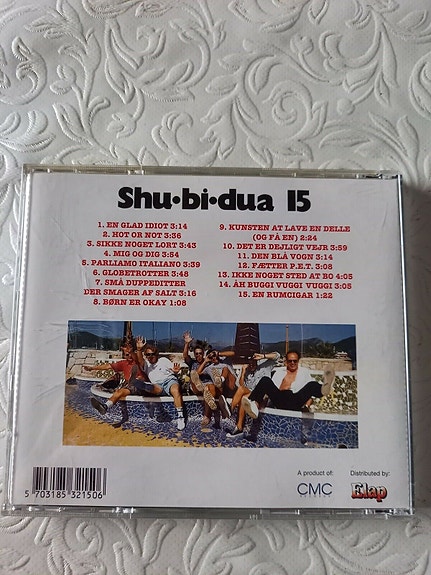 Shu•bi•dua 15
1. EN GLAD IDIOT 3:14
2. HOT OR NOT 3:36
3. SIKKE NOGET LORT 3:43
4. MIG OG DIG 3:54
5. PARLIAMO ITALIANO 3:39
6. GLOBETROTTER 3:48
7. SMÅ DUPPEDITTER
DER SMAGER AF SALT 3:16
8. BØRN ER OKAY 1:08
9. KUNSTEN AT LAVE EN DELLE
(OG FÅ EN) 2:24
10. DET ER DEJLIGT VEJR 3:59
11. DEN BLÅ VOGN 3:14
12. FÆTTER P.E.T. 3:08
13. IKKE NOGET STED AT BO 4:05
14. ÅH BUGGI VUGGI VUGGI 3:05
15. EN RUMCIGAR 1:22
5 703185 321506
A product of:
CMC
Distributed by:
Elap